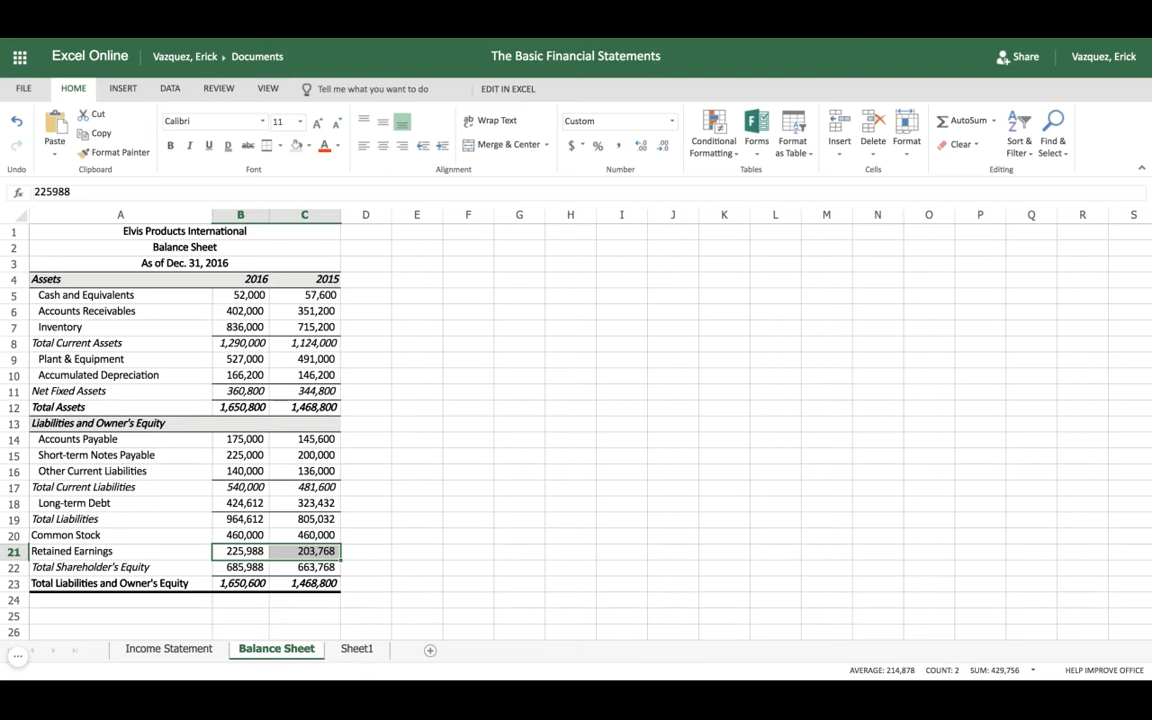 Excel Online Vazquez, Erick ▸ Documents The Basic Financial Statements Share Vazquez, Erick
FILE HOME INSERT DATA REVIEW VIEW Tell me what you want to do EDIT IN EXCEL
Cut Calibri 11 Wrap Text Custom AutoSum
Paste Copy Conditional Forms Format Insert Delete Format Sort & Find &
Format Painter B I U D abc A Merge & Center $ % , .0 .00 Formatting as Table Clear Filter Select
Undo Clipboard Font Alignment Number Tables Cells Editing
fx 225988
A B C D E F G H I J K L M N O P Q R S
1 Elvis Products International
2 Balance Sheet
3 As of Dec. 31, 2016
4 Assets 2016 2015
5 Cash and Equivalents 52,000 57,600
6 Accounts Receivables 402,000 351,200
7 Inventory 836,000 715,200
8 Total Current Assets 1,290,000 1,124,000
9 Plant & Equipment 527,000 491,000
10 Accumulated Depreciation 166,200 146,200
11 Net Fixed Assets 360,800 344,800
12 Total Assets 1,650,800 1,468,800
13 Liabilities and Owner's Equity
14 Accounts Payable 175,000 145,600
15 Short-term Notes Payable 225,000 200,000
16 Other Current Liabilities 140,000 136,000
17 Total Current Liabilities 540,000 481,600
18 Long-term Debt 424,612 323,432
19 Total Liabilities 964,612 805,032
20 Common Stock 460,000 460,000
21 Retained Earnings 225,988 203,768
22 Total Shareholder's Equity 685,988 663,768
23 Total Liabilities and Owner's Equity 1,650,600 1,468,800
24
25
26
... Income Statement Balance Sheet Sheet1
AVERAGE: 214,878 COUNT: 2 SUM: 429,756 HELP IMPROVE OFFICE